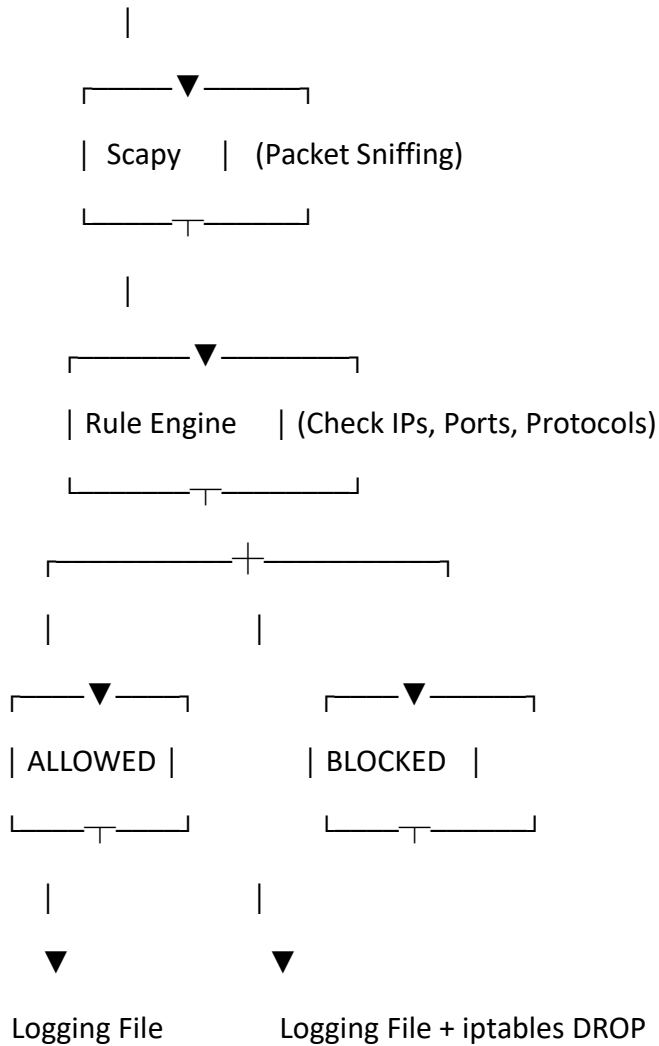 Scapy (Packet Sniffing)
Rule Engine (Check IPs, Ports, Protocols)
ALLOWED BLOCKED
Logging File Logging File + iptables DROP